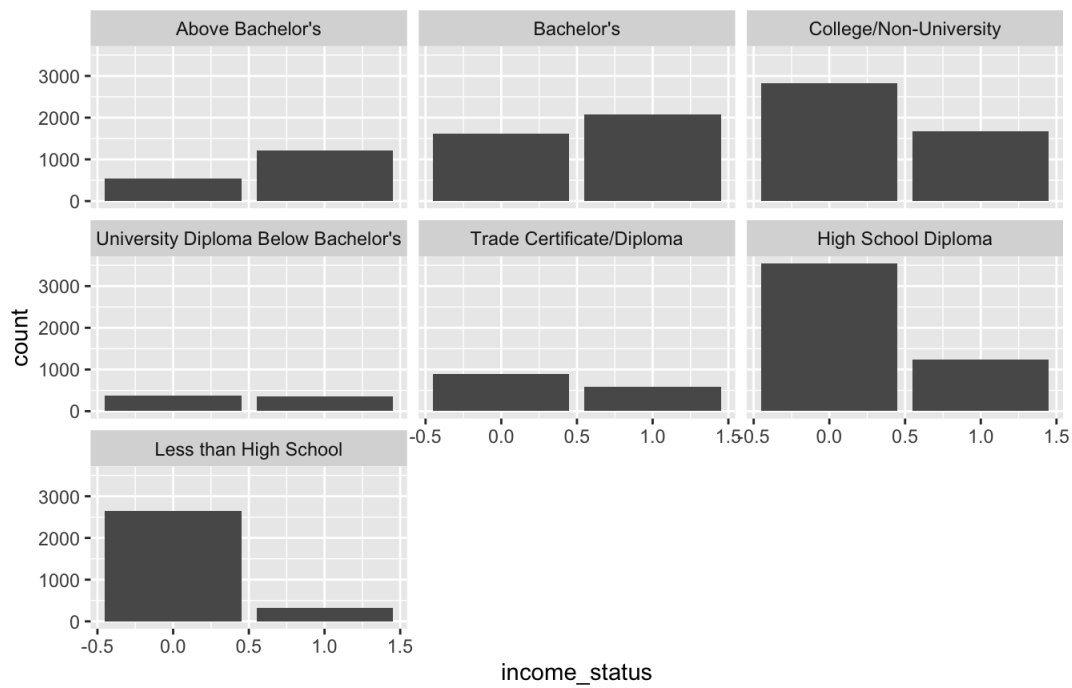 Above Bachelor's
Bachelor's
College/Non-University
3000
2000
1000
0
University Diploma Below Bachelor's
Trade Certificate/Diploma
High School Diploma
3000
2000
1000
0
-0.5 0.0 0.5 1.0 1.5
-0.5 0.0 0.5 1.0 1.5
Less than High School
3000
2000
1000
0
-0.5 0.0 0.5 1.0 1.5
count
income_status